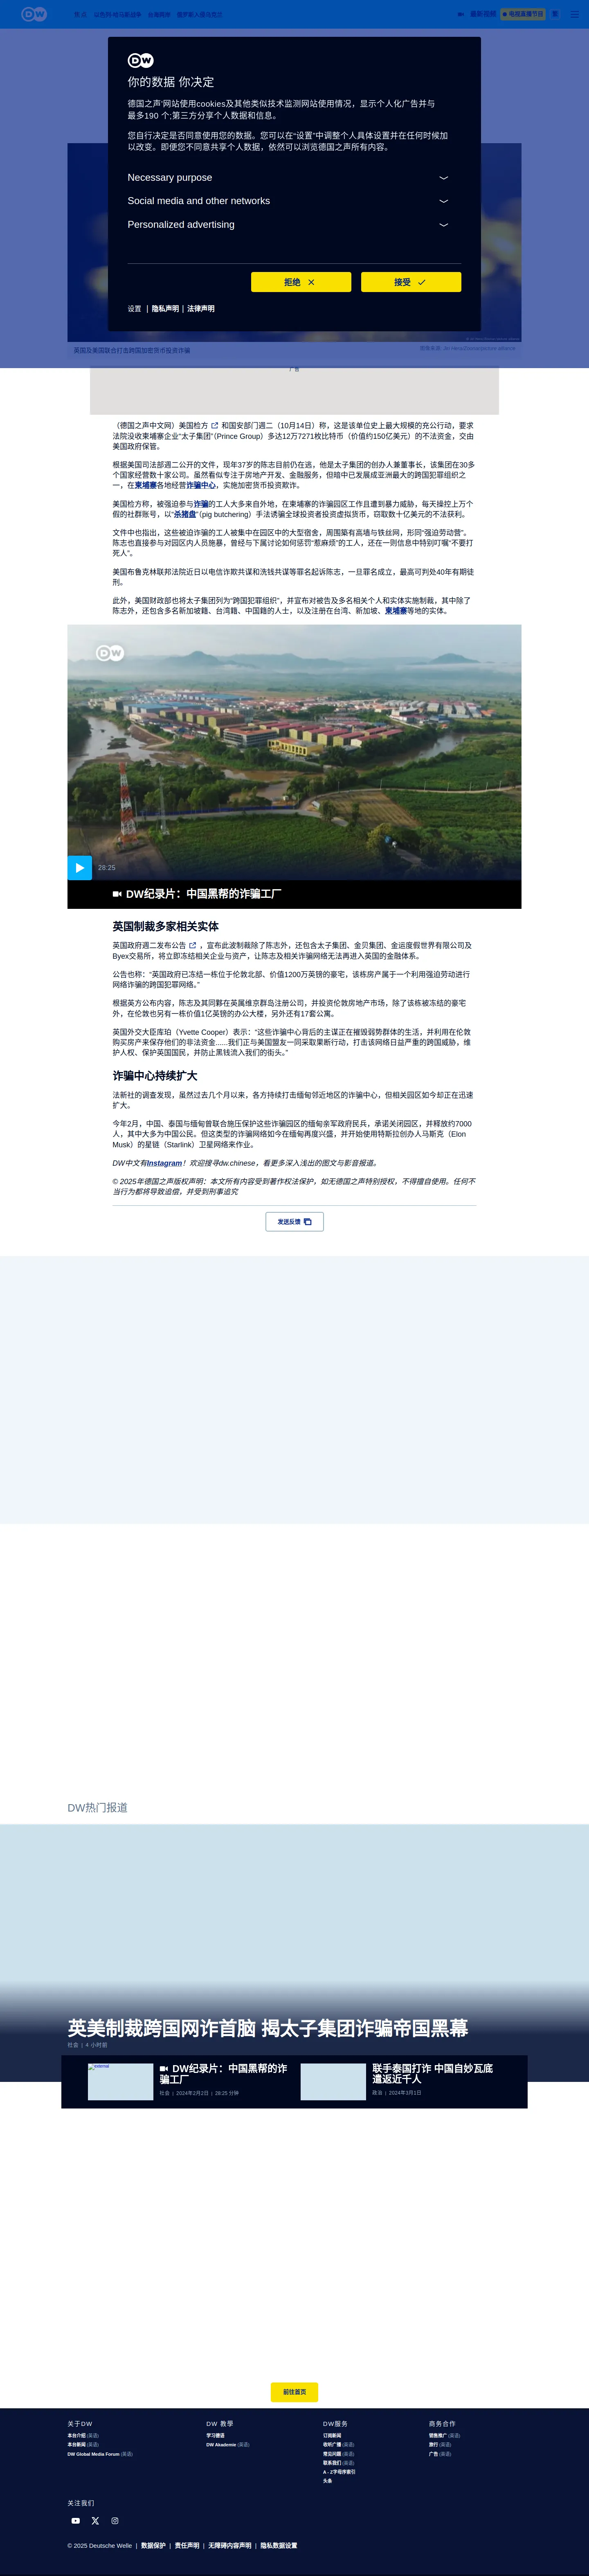 DW
最新视频
电视直播节目
你的数据 你决定
德国之声'网站使用cookies及其他类似技术监测网站使用情况，显示个人化广告并与
最多190 个;第三方分享个人数据和信息。
您自行决定是否同意使用您的数据。您可以在"设置"中调整个人具体设置并在任何时候加
以改变。即便您不同意共享个人数据，依然可以浏览德国之声所有内容。
Necessary purpose
Social media and other networks
Personalized advertising
拒绝
接受
设置 | 隐私声明 | 法律声明
英国及美国联合打击跨国加密货币投资诈骗
广告
（德国之声中文网）美国检方 和国安部门週二（10月14日）称，这是该单位史上最大规模的充公行动，要求
法院沒收柬埔寨企业"太子集团"（Prince Group）多达12万7271枚比特币（价值约150亿美元）的不法资金，交由
美国政府保管。
根据美国司法部週二公开的文件，现年37岁的陈志目前仍在逃，他是太子集团的创办人兼董事长，该集团在30多
个国家经营数十家公司。虽然看似专注于房地产开发、金融服务，但暗中已发展成亚洲最大的跨国犯罪组织之
一，在柬埔寨各地经营诈骗中心，实施加密货币投资欺诈。
美国检方称，被强迫参与诈骗的工人大多来自外地，在柬埔寨的诈骗园区工作且遭到暴力威胁，每天操控上万个
假的社群账号，以"杀猪盘"（pig butchering）手法诱骗全球投资者投资虚拟货币，窃取数十亿美元的不法获利。
文件中也指出，这些被迫诈骗的工人被集中在园区中的大型宿舍，周围築有高墙与铁丝网，形同"强迫劳动营"。
陈志也直接参与对园区内人员施暴，曾经与下属讨论如何惩罚"惹麻烦"的工人，还在一则信息中特别叮嘱"不要打
死人"。
美国布鲁克林联邦法院近日以电信欺诈共谋和洗钱共谋等罪名起诉陈志，一旦罪名成立，最高可判处40年有期徒
刑。
此外，美国财政部也将太子集团列为"跨国犯罪组织"，并宣布对被告及多名相关个人和实体实施制裁，其中除了
陈志外，还包含多名新加坡籍、台湾籍、中国籍的人士，以及注册在台湾、新加坡、柬埔寨等地的实体。
DW
28:25
DW纪录片：中国黑帮的诈骗工厂
英国制裁多家相关实体
英国政府週二发布公告 ，宣布此波制裁除了陈志外，还包含太子集团、金贝集团、金运度假世界有限公司及
Byex交易所，将立即冻结相关企业与资产，让陈志及相关诈骗网络无法再进入英国的金融体系。
公告也称："英国政府已冻结一栋位于伦敦北部、价值1200万英镑的豪宅，该栋房产属于一个利用强迫劳动进行
网络诈骗的跨国犯罪网络。"
根据英方公布内容，陈志及其同夥在英属维京群岛注册公司，并投资伦敦房地产市场，除了该栋被冻结的豪宅
外，在伦敦也另有一栋价值1亿英镑的办公大楼，另外还有17套公寓。
英国外交大臣库珀（Yvette Cooper）表示："这些诈骗中心背后的主谋正在摧毁弱势群体的生活，并利用在伦敦
购买房产来保存他们的非法资金......我们正与美国盟友一同采取果断行动，打击该网络日益严重的跨国威胁，维
护人权、保护英国国民，并防止黑钱流入我们的街头。"
诈骗中心持续扩大
法新社的调查发现，虽然过去几个月以来，各方持续打击缅甸邻近地区的诈骗中心，但相关园区如今却正在迅速
扩大。
今年2月，中国、泰国与缅甸曾联合施压保护这些诈骗园区的缅甸亲军政府民兵，承诺关闭园区，并释放约7000
人，其中大多为中国公民。但这类型的诈骗网络如今在缅甸再度兴盛，并开始使用特斯拉创办人马斯克（Elon
Musk）的星链（Starlink）卫星网络来作业。
DW中文有Instagram！欢迎搜寻dw.chinese，看更多深入浅出的图文与影音报道。
© 2025年德国之声版权声明：本文所有内容受到著作权法保护，如无德国之声特别授权，不得擅自使用。任何不
当行为都将导致追偿，并受到刑事追究
发送反馈
DW热门报道
英美制裁跨国网诈首脑 揭太子集团诈骗帝国黑幕
社会 | 4 小时前
external
DW纪录片：中国黑帮的诈
骗工厂
社会 | 2024年2月2日 | 28:25 分钟
联手泰国打诈 中国自妙瓦底
遣返近千人
政治 | 2024年3月1日
前往首页
关于DW
本台介绍 (英语)
本台新闻 (英语)
DW Global Media Forum (英语)
DW 教學
学习德语
DW Akademie (英语)
DW服务
订阅新闻
收听广播 (英语)
常见问题 (英语)
联系我们 (英语)
A - Z字母序索引
头条
商务合作
销售推广 (英语)
旅行 (英语)
广告 (英语)
关注我们
© 2025 Deutsche Welle | 数据保护 | 责任声明 | 无障碍内容声明 | 隐私数据设置